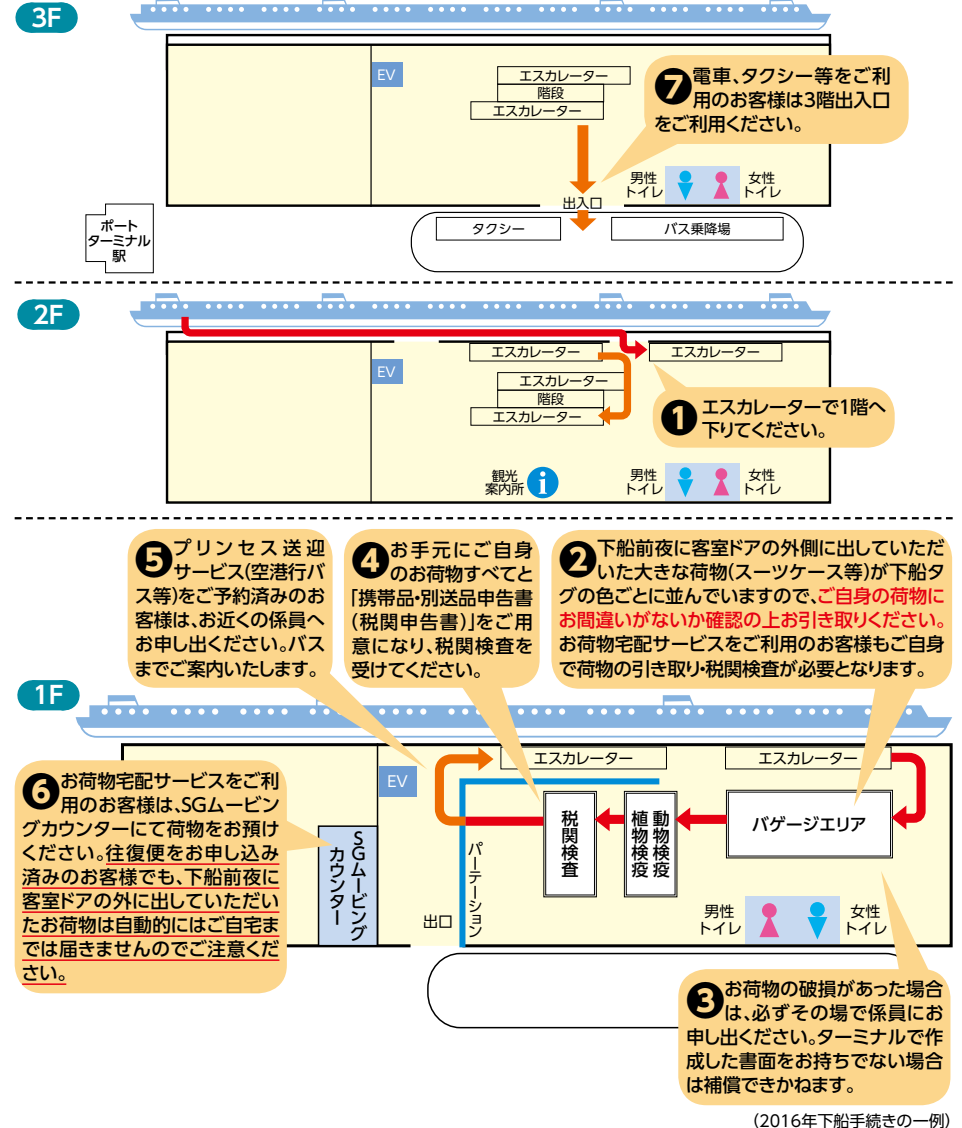 3F
EV
エスカレーター
階段
エスカレーター
❼電車、タクシー等をご利
用のお客様は3階出入口
をご利用ください。
男性
トイレ
女性
トイレ
出入口
タクシー
バス乗降場
ポート
ターミナル
駅
2F
エスカレーター
エスカレーター
EV
エスカレーター
階段
エスカレーター
❶エスカレーターで1階へ
下りてください。
観光
案内所
i
男性
トイレ
女性
トイレ
❺プリンセス送迎
サービス(空港行バ
ス等)をご予約済みのお
客様は、お近くの係員へ
お申し出ください。バス
までご案内いたします。
❹お手元にご自身
のお荷物すべてと
「携帯品・別送品申告書
(税関申告書)」をご用
意になり、税関検査を
受けてください。
❷下船前夜に客室ドアの外側に出していただ
いた大きな荷物(スーツケース等)が下船タ
グの色ごとに並んでいますので、ご自身の荷物に
お間違いがないか確認の上お引き取りください。
お荷物宅配サービスをご利用のお客様もご自身
で荷物の引き取り・税関検査が必要となります。
1F
エスカレーター
エスカレーター
EV
❻お荷物宅配サービスをご利
用のお客様は、SGムービン
グカウンターにて荷物をお預け
ください。往復便をお申し込み
済みのお客様でも、下船前夜に
客室ドアの外に出していただい
たお荷物は自動的にはご自宅ま
では届きませんのでご注意くだ
さい。
SGムービング
カウンター
パーテーション
税関検査
動物検疫
植物検疫
バゲージエリア
出口
男性
トイレ
女性
トイレ
❸お荷物の破損があった場合
は、必ずその場で係員にお
申し出ください。ターミナルで作
成した書面をお持ちでない場合
は補償できかねます。
(2016年下船手続きの一例)